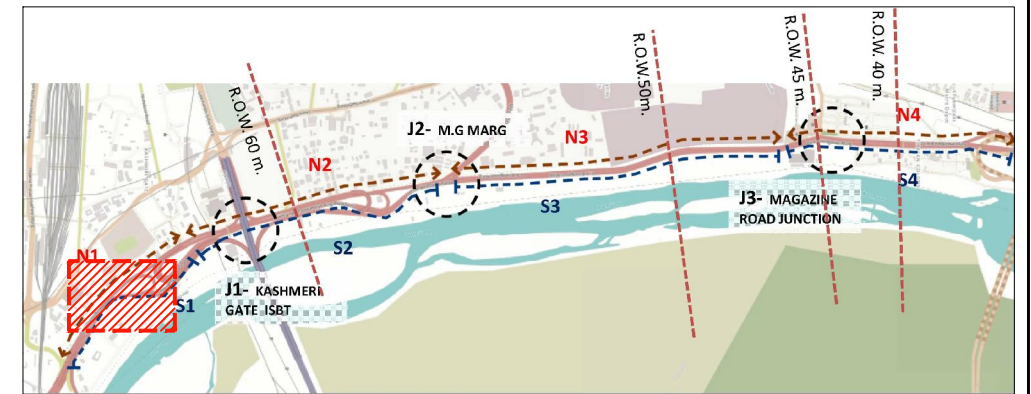 R.O.W. 60 m.
R.O.W.50m.
R.O.W. 45 m.
R.O.W. 40 m.
N1
N2
N3
N4
J2- M.G MARG
S1
S2
S3
S4
J1- KASHMERI
GATE ISBT
J3- MAGAZINE
ROAD JUNCTION